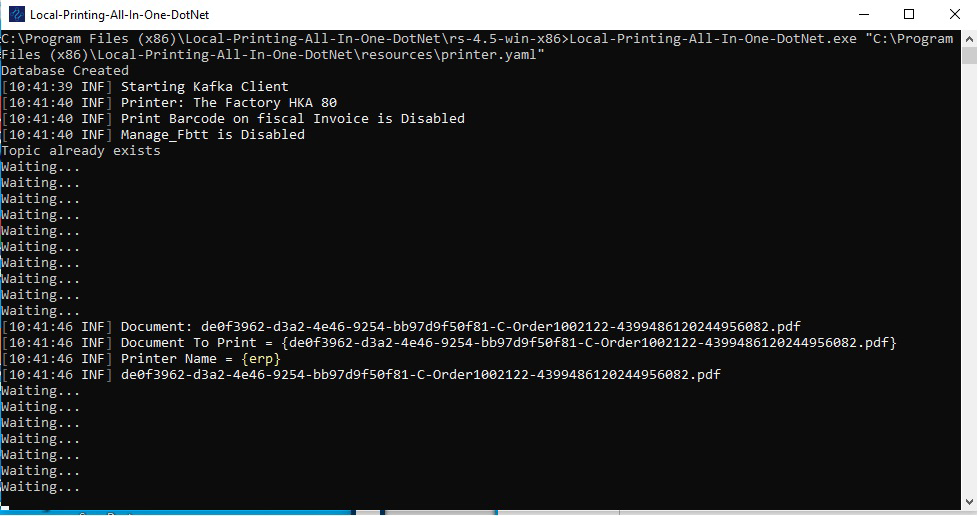 Local-Printing-All-In-One-DotNet
C:\Program Files (x86)\Local-Printing-All-In-One-DotNet\rs-4.5-win-x86>Local-Printing-All-In-One-DotNet.exe "C:\Program
Files (x86)\Local-Printing-All-In-One-DotNet\resources\printer.yaml"
Database Created
[10:41:39 INF] Starting Kafka Client
[10:41:40 INF] Printer: The Factory HKA 80
[10:41:40 INF] Print Barcode on fiscal Invoice is Disabled
[10:41:40 INF] Manage_Fbtt is Disabled
Topic already exists
Waiting...
Waiting...
Waiting...
Waiting...
Waiting...
Waiting...
Waiting...
Waiting...
Waiting...
Waiting...
[10:41:46 INF] Document: de0f3962-d3a2-4e46-9254-bb97d9f50f81-C-Order1002122-4399486120244956082.pdf
[10:41:46 INF] Document To Print = {de0f3962-d3a2-4e46-9254-bb97d9f50f81-C-Order1002122-4399486120244956082.pdf}
[10:41:46 INF] Printer Name = {erp}
[10:41:46 INF] de0f3962-d3a2-4e46-9254-bb97d9f50f81-C-Order1002122-4399486120244956082.pdf
Waiting...
Waiting...
Waiting...
Waiting...
Waiting...
Waiting...
Waiting...